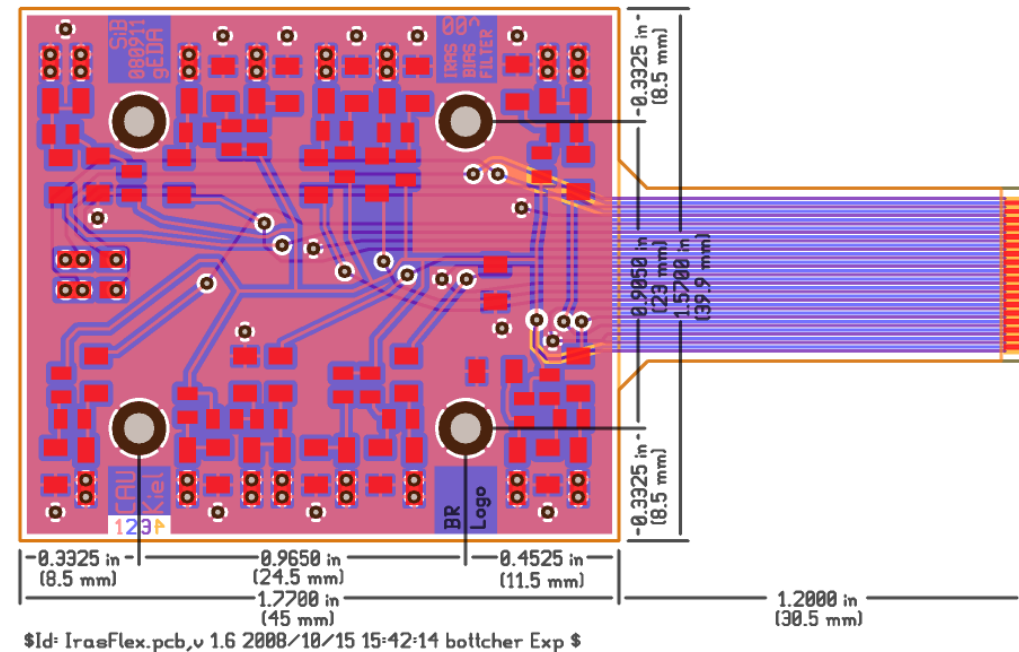 SiB
080911
gEDA
IRAS
BIAS
FILTER
-0.3325 in-
(8.5 mm)
0.9050 in
(23 mm)
1.5700 in
(39.9 mm)
-0.3325 in-
(8.5 mm)
CAU
Kiel
1234
BR
Logo
-0.3325 in-
(8.5 mm)
0.9650 in
(24.5 mm)
0.4525 in
(11.5 mm)
1.7700 in
(45 mm)
1.2000 in
(30.5 mm)
$Id: IrasFlex.pcb,v 1.6 2008/10/15 15:42:14 bottcher Exp $